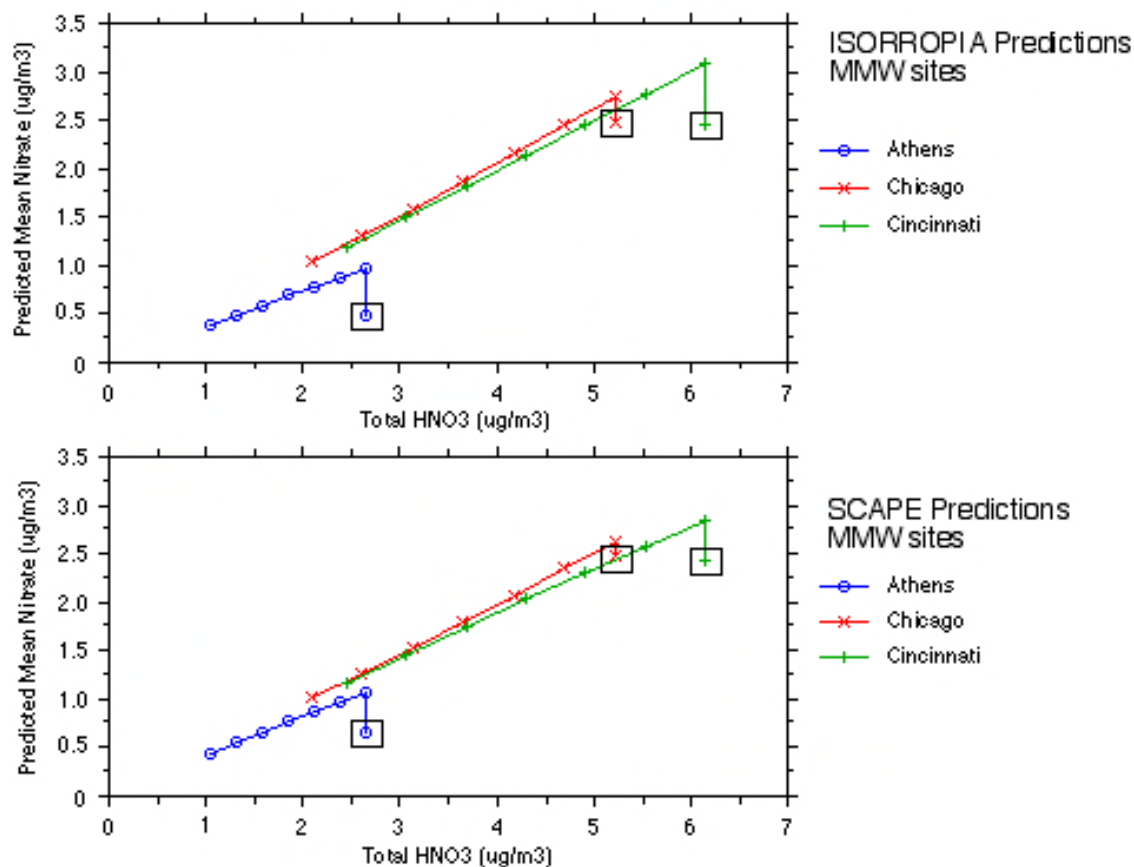 ISORROPIA Predictions
MMW sites
Predicted Mean Nitrate (ug/m3)
3.5
3.0
2.5
2.0
1.5
1.0
0.5
0
0 1 2 3 4 5 6 7
Total HNO3 (ug/m3)
Athens
Chicago
Cincinnati
SCAPE Predictions
MMW sites
Predicted Mean Nitrate (ug/m3)
3.5
3.0
2.5
2.0
1.5
1.0
0.5
0
0 1 2 3 4 5 6 7
Total HNO3 (ug/m3)
Athens
Chicago
Cincinnati